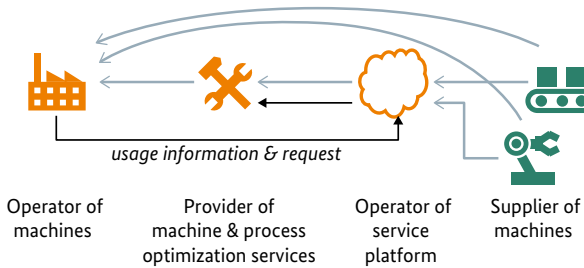 usage information & request
Operator of
machines
Provider of
machine & process
optimization services
Operator of
service
platform
Supplier of
machines